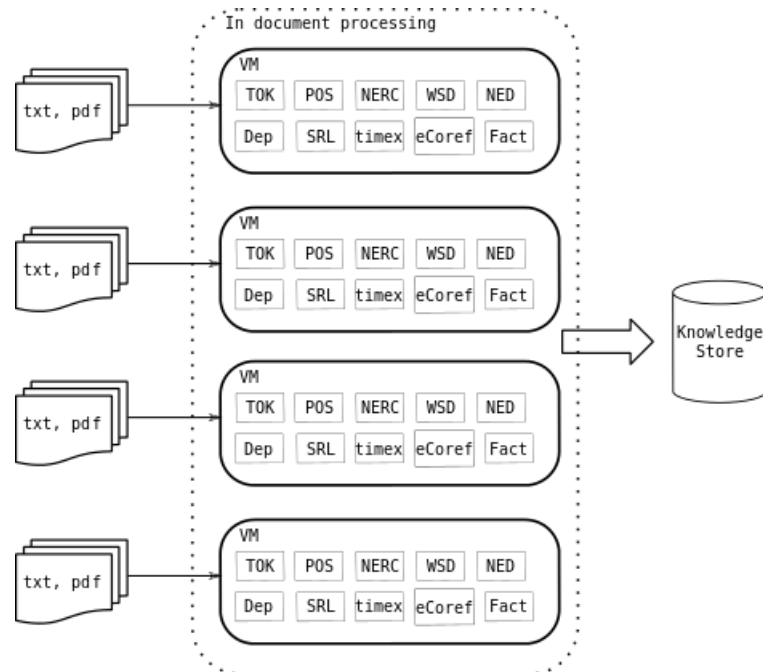 In document processing
VM
TOK POS NERC WSD NED
txt, pdf
Dep SRL timex eCoref Fact
VM
TOK POS NERC WSD NED
txt, pdf
Dep SRL timex eCoref Fact
Knowledge
Store
VM
TOK POS NERC WSD NED
txt, pdf
Dep SRL timex eCoref Fact
VM
TOK POS NERC WSD NED
txt, pdf
Dep SRL timex eCoref Fact